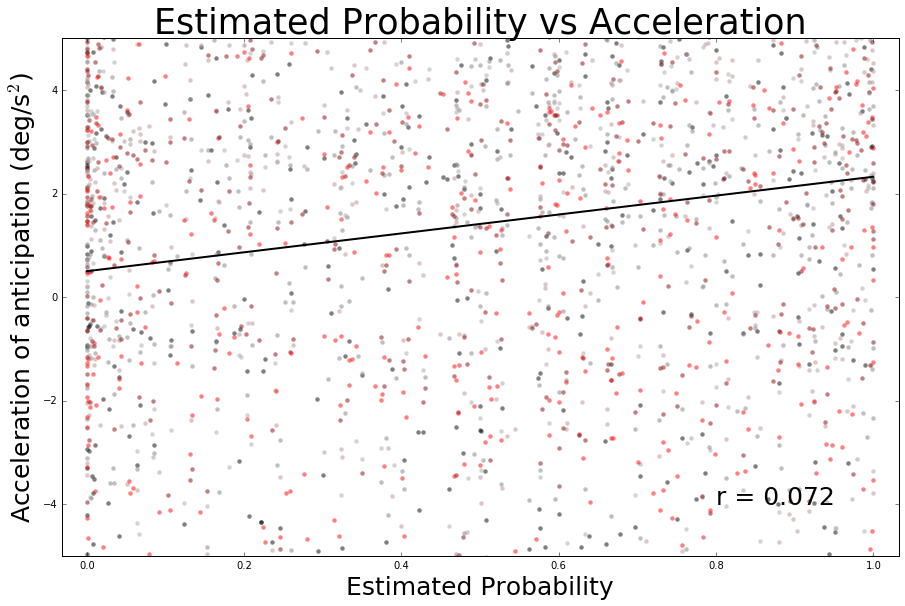 Estimated Probability vs Acceleration
Acceleration of anticipation (deg/s²)
4
2
0
−2
−4
r = 0.072
0.0 0.2 0.4 0.6 0.8 1.0
Estimated Probability